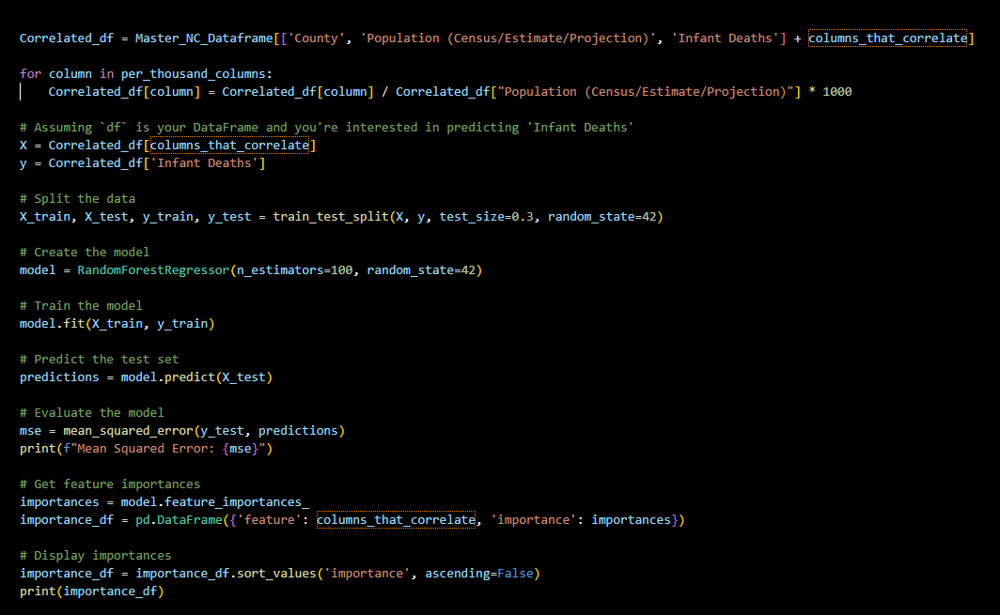 Correlated_df = Master_NC_Dataframe[['County', 'Population (Census/Estimate/Projection)', 'Infant Deaths'] + columns_that_correlate]
for column in per_thousand_columns:
    Correlated_df[column] = Correlated_df[column] / Correlated_df["Population (Census/Estimate/Projection)"] * 1000
# Assuming `df` is your DataFrame and you're interested in predicting 'Infant Deaths'
X = Correlated_df[columns_that_correlate]
y = Correlated_df['Infant Deaths']
# Split the data
X_train, X_test, y_train, y_test = train_test_split(X, y, test_size=0.3, random_state=42)
# Create the model
model = RandomForestRegressor(n_estimators=100, random_state=42)
# Train the model
model.fit(X_train, y_train)
# Predict the test set
predictions = model.predict(X_test)
# Evaluate the model
mse = mean_squared_error(y_test, predictions)
print(f"Mean Squared Error: {mse}")
# Get feature importances
importances = model.feature_importances_
importance_df = pd.DataFrame({'feature': columns_that_correlate, 'importance': importances})
# Display importances
importance_df = importance_df.sort_values('importance', ascending=False)
print(importance_df)